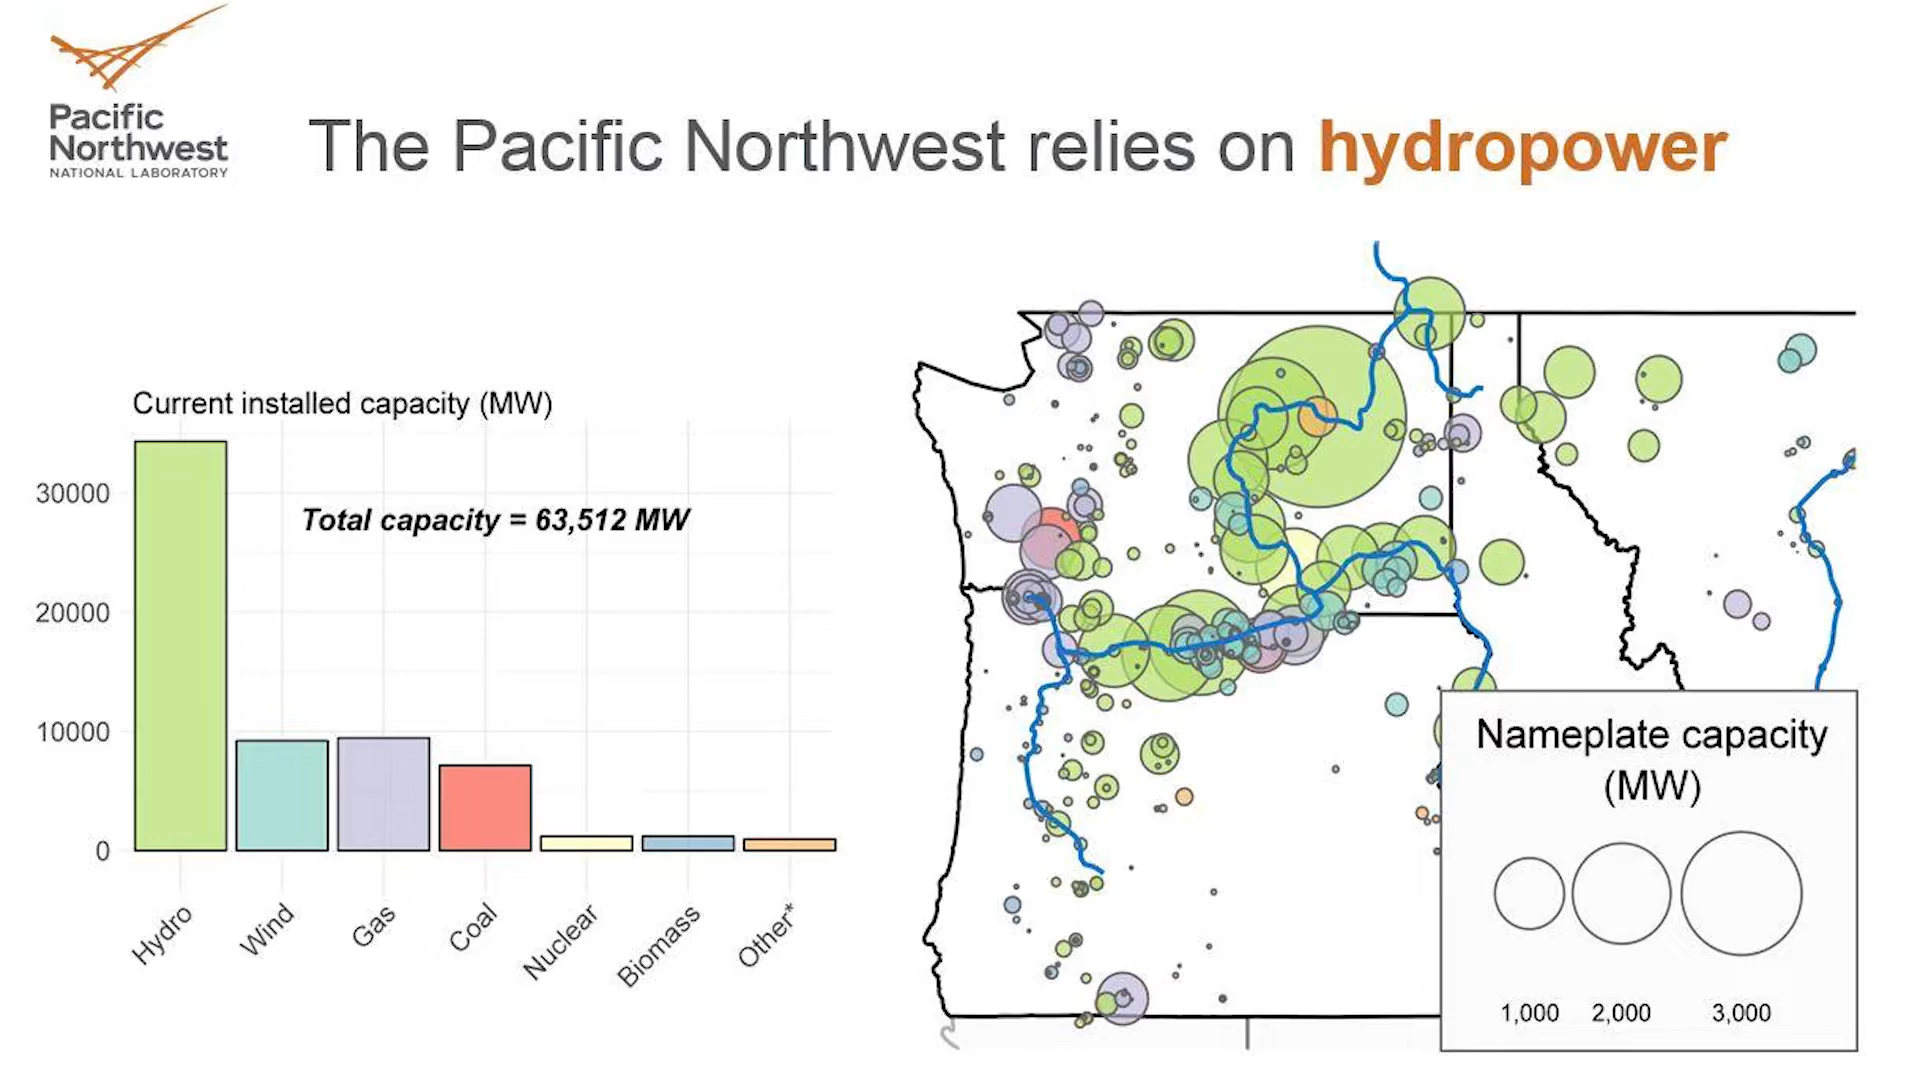 Pacific
Northwest
NATIONAL LABORATORY
The Pacific Northwest relies on hydropower
Current installed capacity (MW)
30000
20000
10000
0
Total capacity = 63,512 MW
Hydro
Wind
Gas
Coal
Nuclear
Biomass
Other*
Nameplate capacity
(MW)
1,000 2,000 3,000